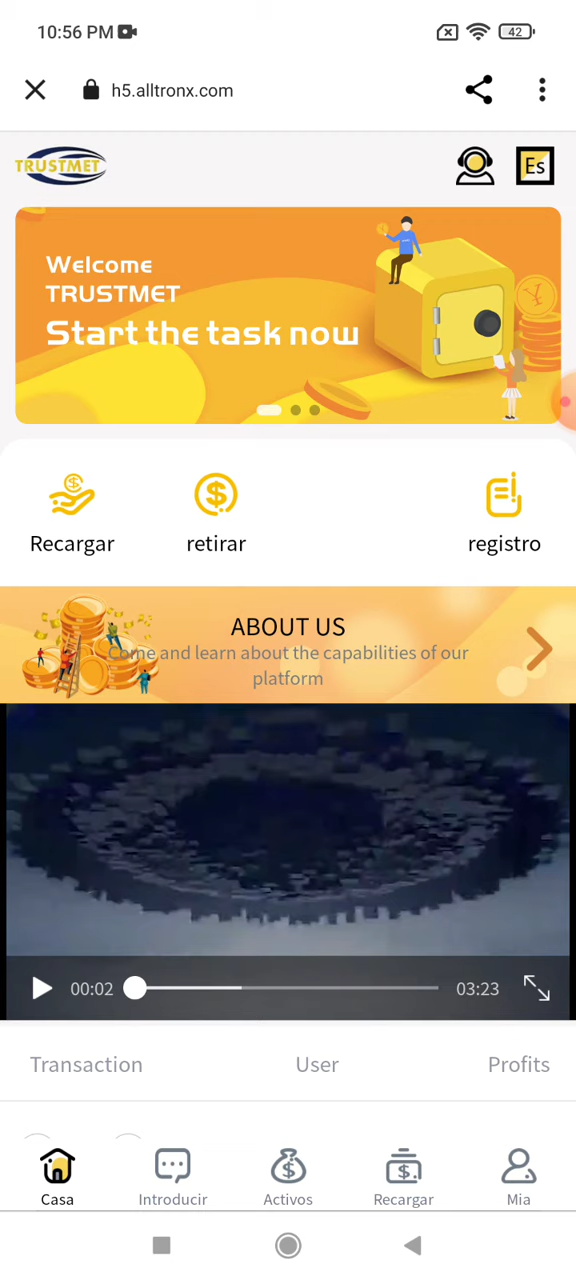 10:56 PM
42
h5.alltronx.com
TRUSTMET
Es
Welcome
TRUSTMET
Start the task now
Recargar
retirar
registro
ABOUT US
Come and learn about the capabilities of our
platform
00:02
03:23
Transaction
User
Profits
Casa
Introducir
Activos
Recargar
Mia